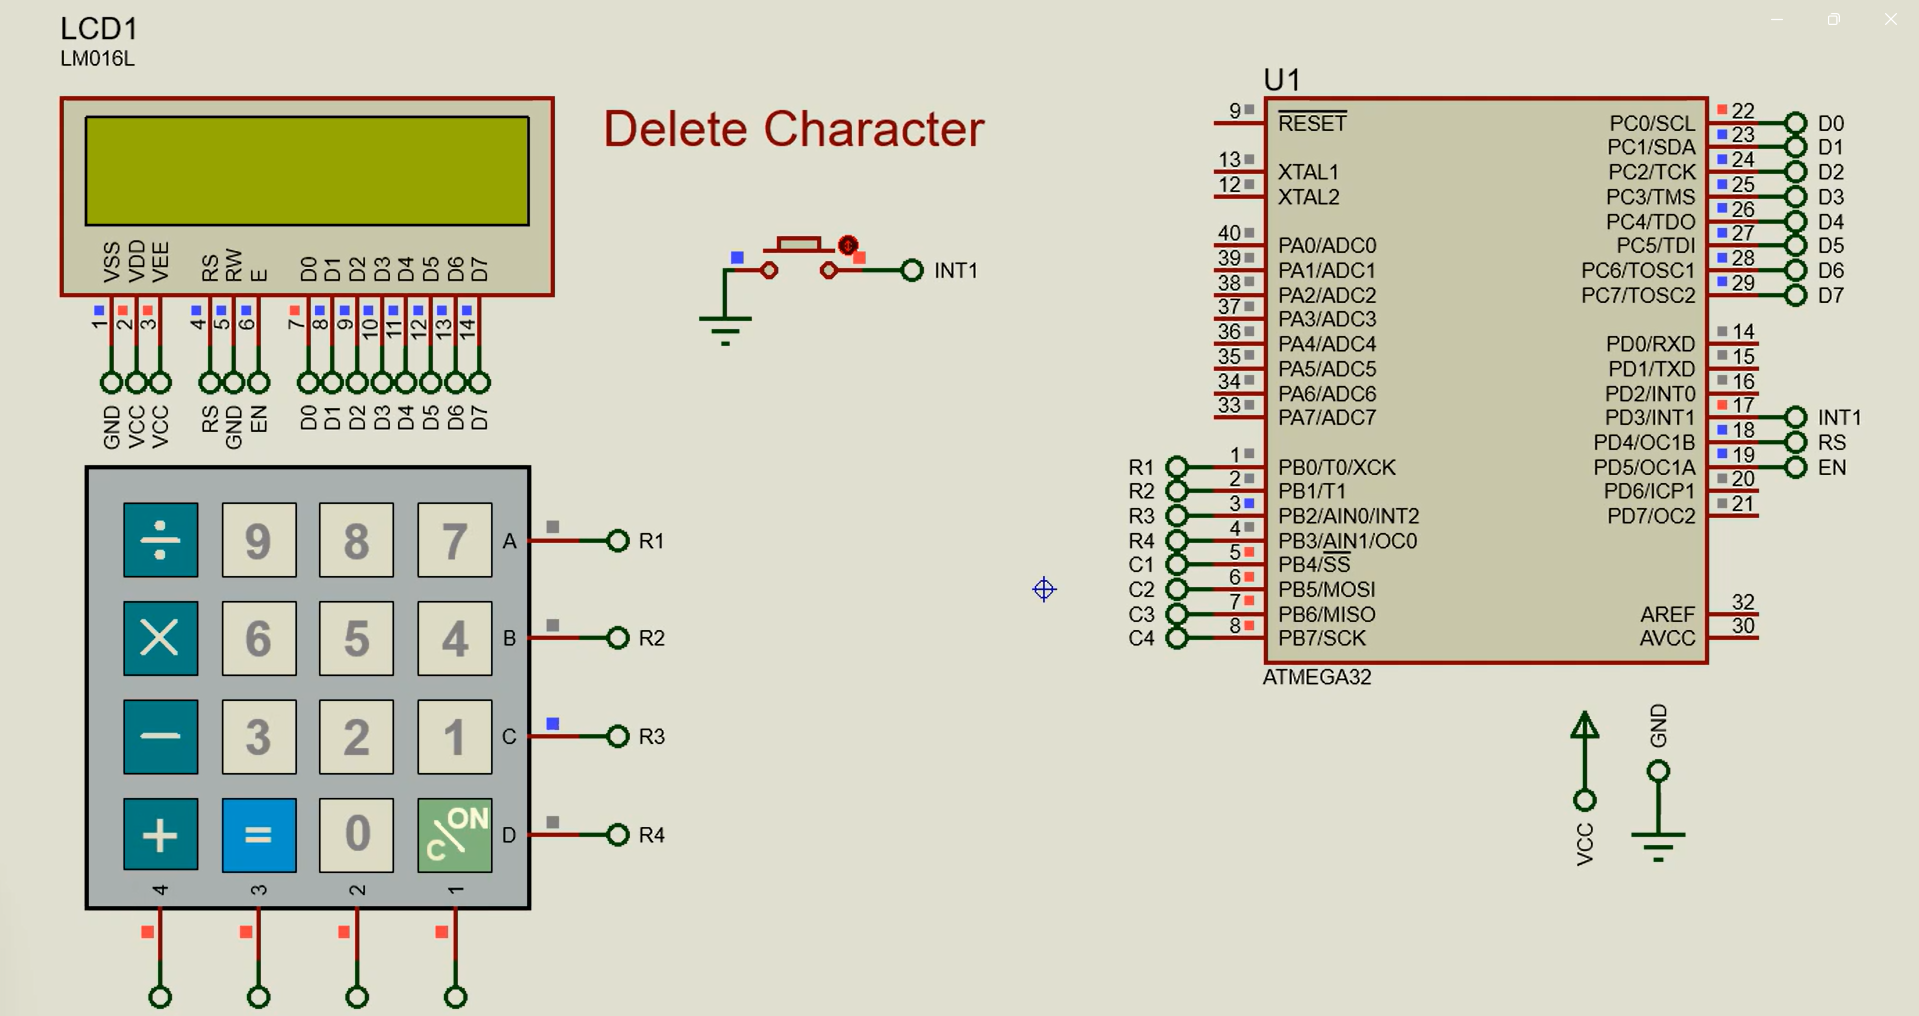 LCD1
LM016L
Delete Character
VSS
VDD
VEE
RS
RW
E
D0
D1
D2
D3
D4
D5
D6
D7
1
2
3
4
5
6
7
8
9
10
11
12
13
14
GND
VCC
VCC
RS
GND
EN
D0
D1
D2
D3
D4
D5
D6
D7
INT1
÷ 9 8 7 A R1
× 6 5 4 B R2
− 3 2 1 C R3
+ = 0 ON/C D R4
4 3 2 1
U1
9 RESET
13 XTAL1
12 XTAL2
40 PA0/ADC0
39 PA1/ADC1
38 PA2/ADC2
37 PA3/ADC3
36 PA4/ADC4
35 PA5/ADC5
34 PA6/ADC6
33 PA7/ADC7
R1 1 PB0/T0/XCK
R2 2 PB1/T1
R3 3 PB2/AIN0/INT2
R4 4 PB3/AIN1/OC0
C1 5 PB4/SS
C2 6 PB5/MOSI
C3 7 PB6/MISO
C4 8 PB7/SCK
PC0/SCL 22 D0
PC1/SDA 23 D1
PC2/TCK 24 D2
PC3/TMS 25 D3
PC4/TDO 26 D4
PC5/TDI 27 D5
PC6/TOSC1 28 D6
PC7/TOSC2 29 D7
PD0/RXD 14
PD1/TXD 15
PD2/INT0 16
PD3/INT1 17 INT1
PD4/OC1B 18 RS
PD5/OC1A 19 EN
PD6/ICP1 20
PD7/OC2 21
AREF 32
AVCC 30
ATMEGA32
VCC
GND